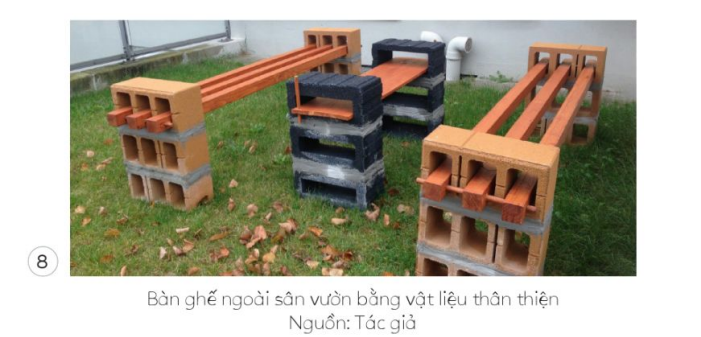 8
Bàn ghế ngoài sân vườn bằng vật liệu thân thiện
Nguồn: Tác giả